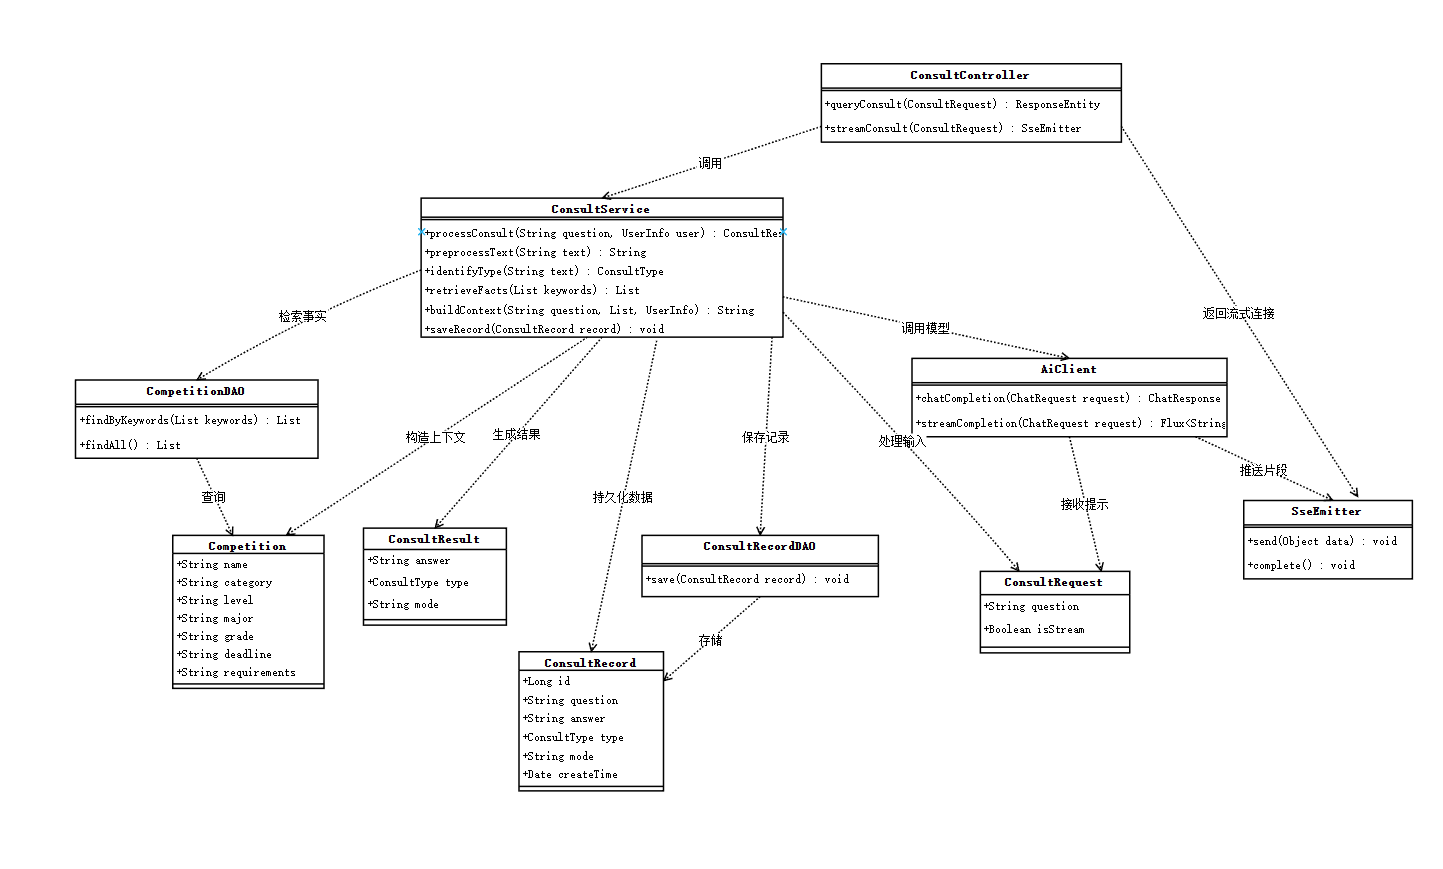 ConsultController
+queryConsult(ConsultRequest) : ResponseEntity
+streamConsult(ConsultRequest) : SseEmitter
调用
ConsultService
+processConsult(String question, UserInfo user) : ConsultRes
+preprocessText(String text) : String
+identifyType(String text) : ConsultType
+retrieveFacts(List keywords) : List
+buildContext(String question, List, UserInfo) : String
+saveRecord(ConsultRecord record) : void
检索事实
返回流式连接
调用模型
AiClient
+chatCompletion(ChatRequest request) : ChatResponse
+streamCompletion(ChatRequest request) : Flux<String
CompetitionDAO
+findByKeywords(List keywords) : List
+findAll() : List
构造上下文
生成结果
保存记录
处理输入
查询
持久化数据
接收提示
推送片段
SseEmitter
+send(Object data) : void
+complete() : void
Competition
+String name
+String category
+String level
+String major
+String grade
+String deadline
+String requirements
ConsultResult
+String answer
+ConsultType type
+String mode
ConsultRecordDAO
+save(ConsultRecord record) : void
ConsultRequest
+String question
+Boolean isStream
存储
ConsultRecord
+Long id
+String question
+String answer
+ConsultType type
+String mode
+Date createTime